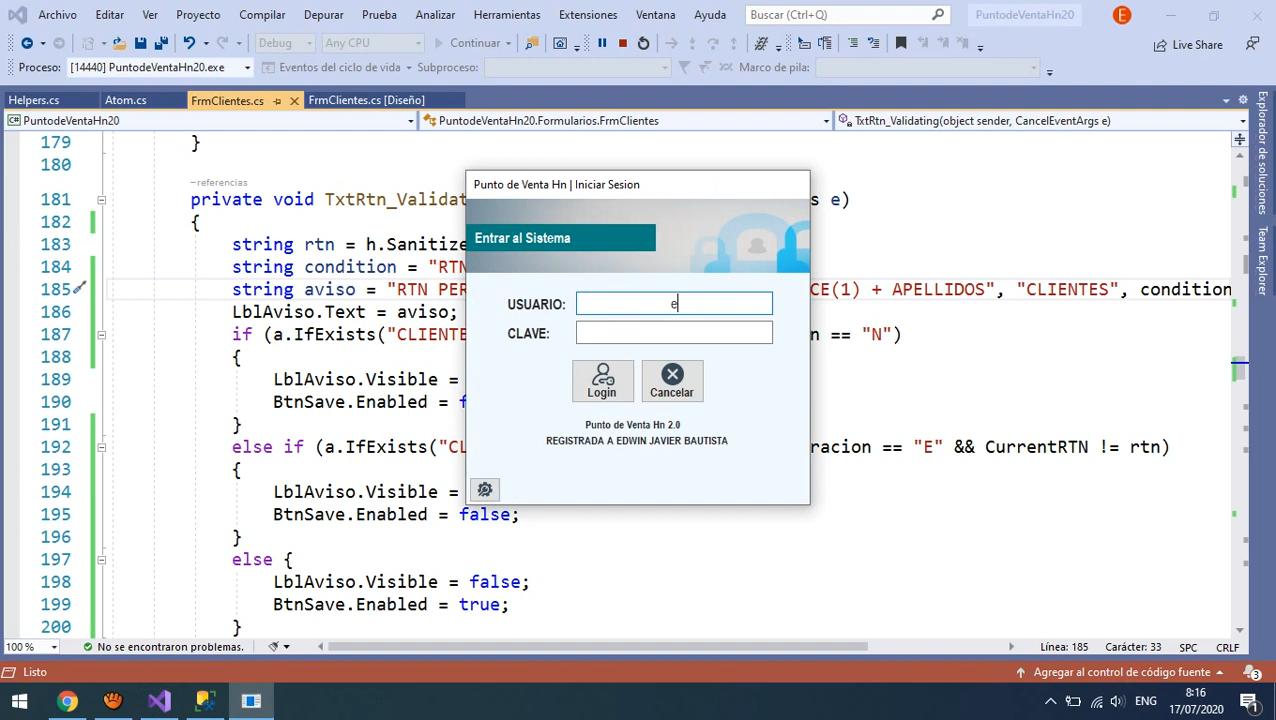 Archivo Editar Ver Proyecto Compilar Depurar Prueba Analizar Herramientas Extensiones Ventana Ayuda Buscar (Ctrl+Q) PuntodeVentaHn20 E
Debug Any CPU Continuar Live Share
Proceso: [14440] PuntodeVentaHn20.exe Eventos del ciclo de vida Subproceso: Marco de pila:
Helpers.cs Atom.cs FrmClientes.cs FrmClientes.cs [Diseño]
PuntodeVentaHn20 PuntodeVentaHn20.Formularios.FrmClientes TxtRtn_Validating(object sender, CancelEventArgs e)
179 }
180
referencias
181 private void TxtRtn_Valida s e)
182 {
183 string rtn = h.Sanitize
184 string condition = "RTN
185 string aviso = "RTN PER CE(1) + APELLIDOS", "CLIENTES", condition
186 LblAviso.Text = aviso;
187 if (a.IfExists("CLIENTE == "N")
188 {
189 LblAviso.Visible =
190 BtnSave.Enabled = f
191 }
192 else if (a.IfExists("CL racion == "E" && CurrentRTN != rtn)
193 {
194 LblAviso.Visible =
195 BtnSave.Enabled = false;
196 }
197 else {
198 LblAviso.Visible = false;
199 BtnSave.Enabled = true;
200 }
Punto de Venta Hn | Iniciar Sesion
Entrar al Sistema
USUARIO: e
CLAVE:
Login Cancelar
Punto de Venta Hn 2.0
REGISTRADA A EDWIN JAVIER BAUTISTA
Explorador de soluciones
Team Explorer
100 % No se encontraron problemas. Línea: 185 Carácter: 33 SPC CRLF
Listo Agregar al control de código fuente 3
ENG 8:16
17/07/2020 1